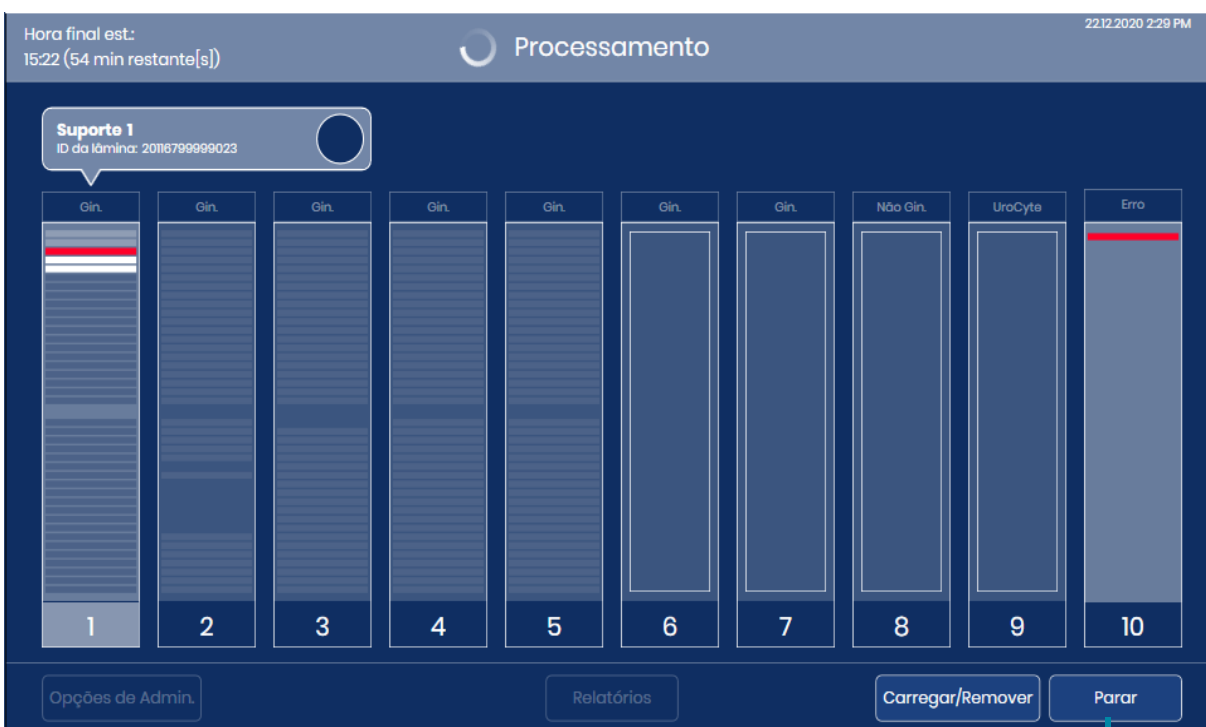 Hora final est.:
15:22 (54 min restante[s])
Processamento
22.12.2020 2:29 PM
Suporte 1
ID da lâmina: 20116799999023
Gin.
Gin.
Gin.
Gin.
Gin.
Gin.
Gin.
Não Gin.
UroCyte
Erro
1
2
3
4
5
6
7
8
9
10
Opções de Admin.
Relatórios
Carregar/Remover
Parar